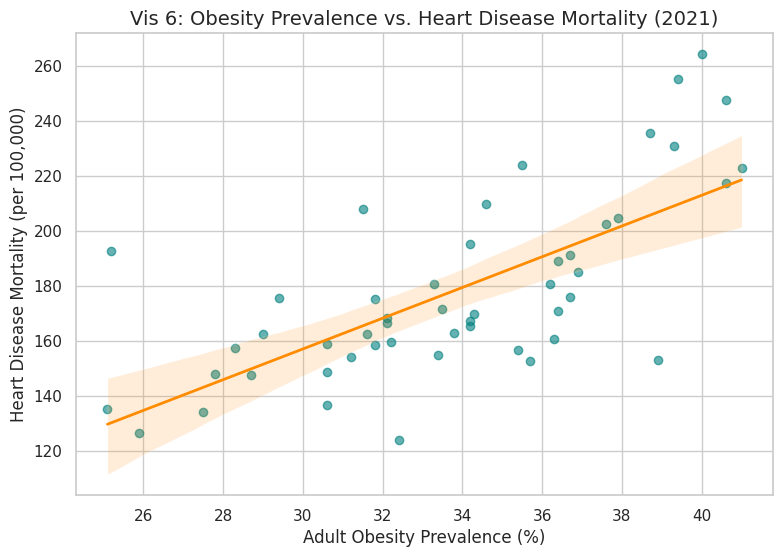 Vis 6: Obesity Prevalence vs. Heart Disease Mortality (2021)
Heart Disease Mortality (per 100,000)
260
240
220
200
180
160
140
120
26 28 30 32 34 36 38 40
Adult Obesity Prevalence (%)